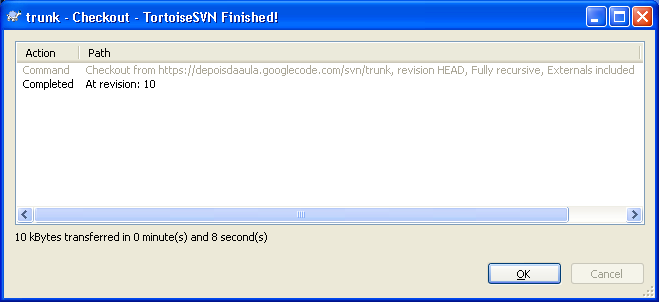 trunk - Checkout - TortoiseSVN Finished!
Action Path
Command Checkout from https://depoisdaaula.googlecode.com/svn/trunk, revision HEAD, Fully recursive, Externals included
Completed At revision: 10
10 kBytes transferred in 0 minute(s) and 8 second(s)
OK Cancel